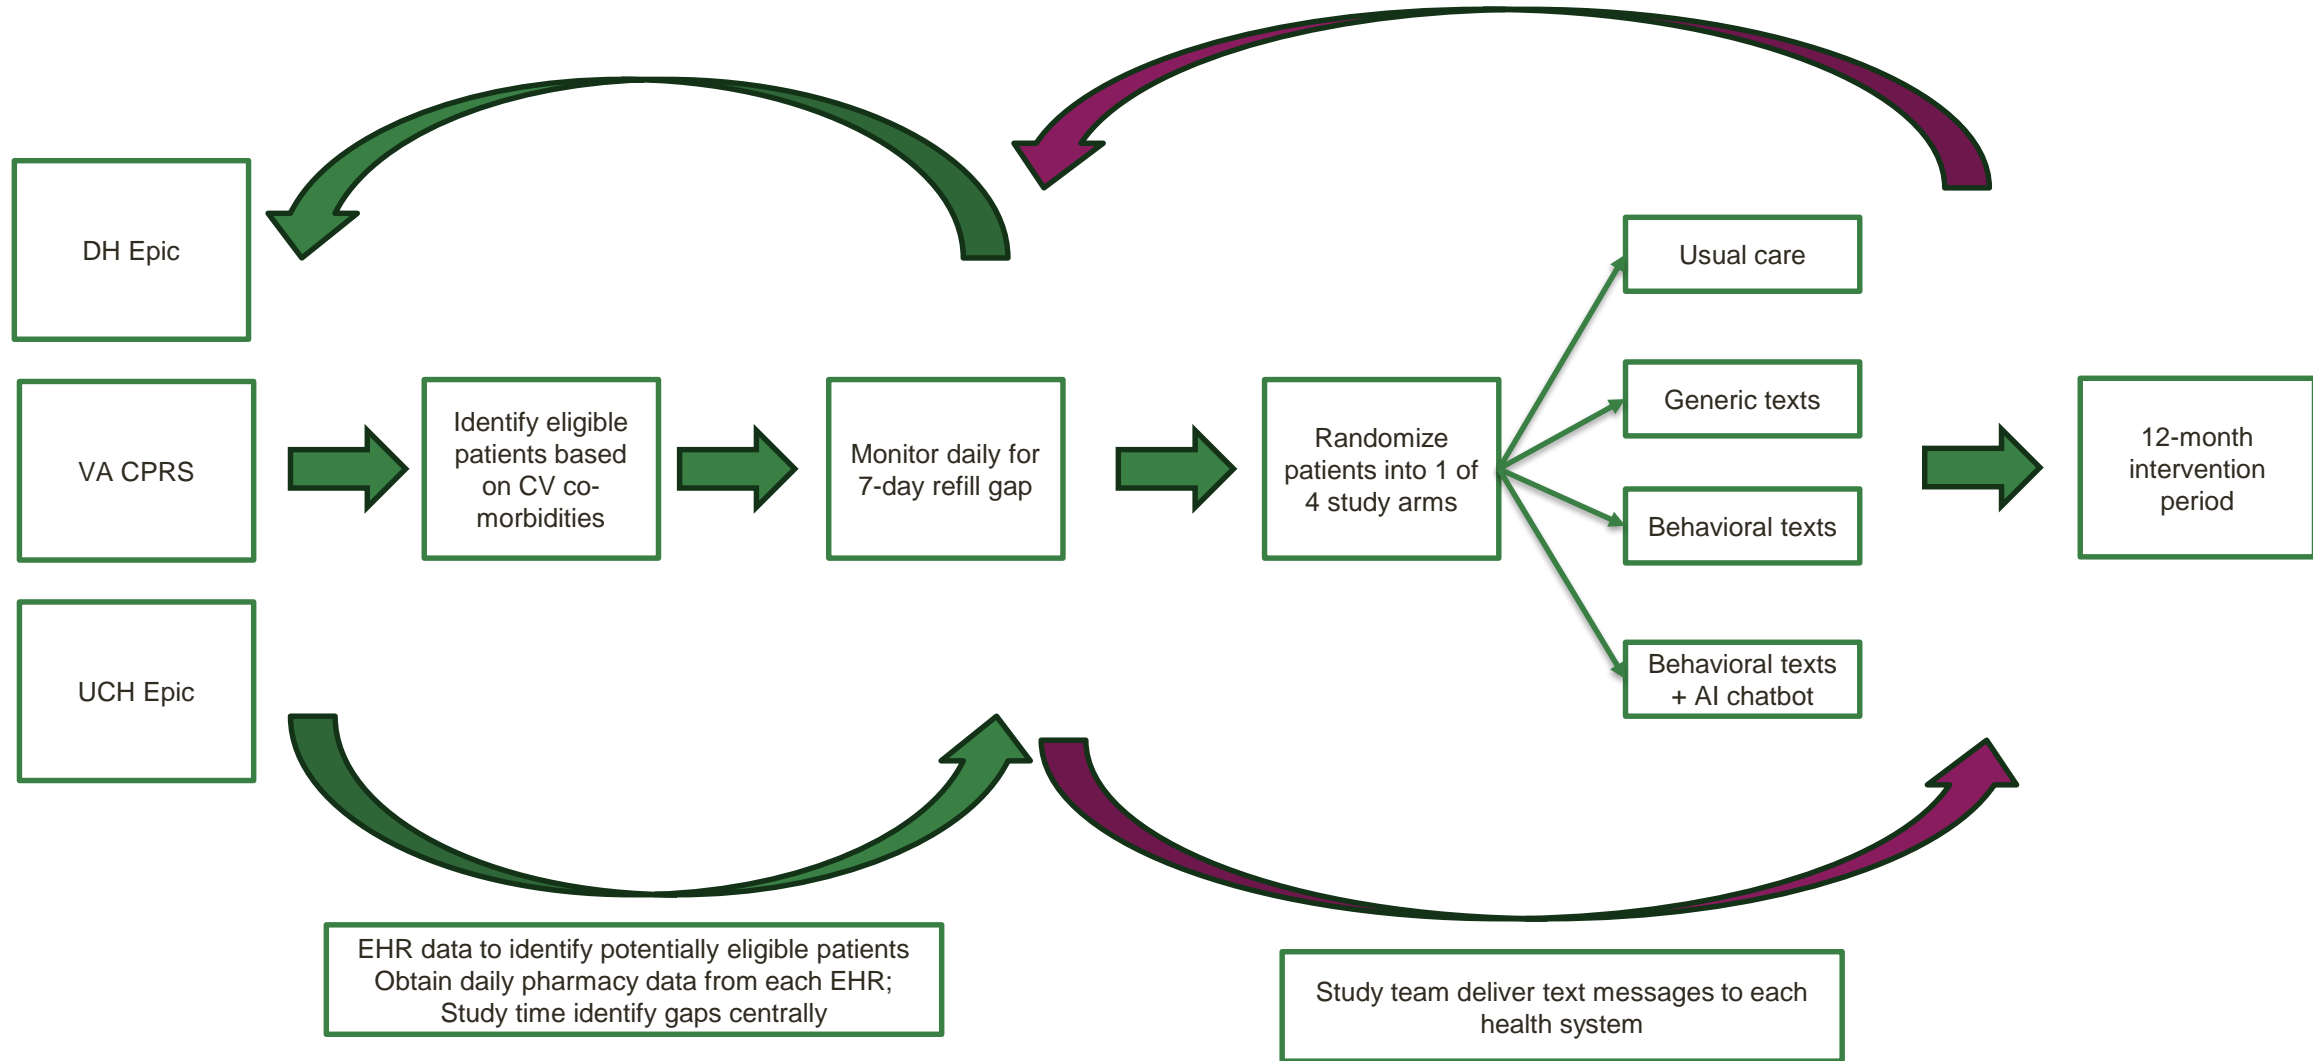 DH Epic
VA CPRS
UCH Epic
Identify eligible
patients based
on CV co-
morbidities
Monitor daily for
7-day refill gap
Randomize
patients into 1 of
4 study arms
Usual care
Generic texts
Behavioral texts
Behavioral texts
+ AI chatbot
12-month
intervention
period
EHR data to identify potentially eligible patients
Obtain daily pharmacy data from each EHR;
Study time identify gaps centrally
Study team deliver text messages to each
health system